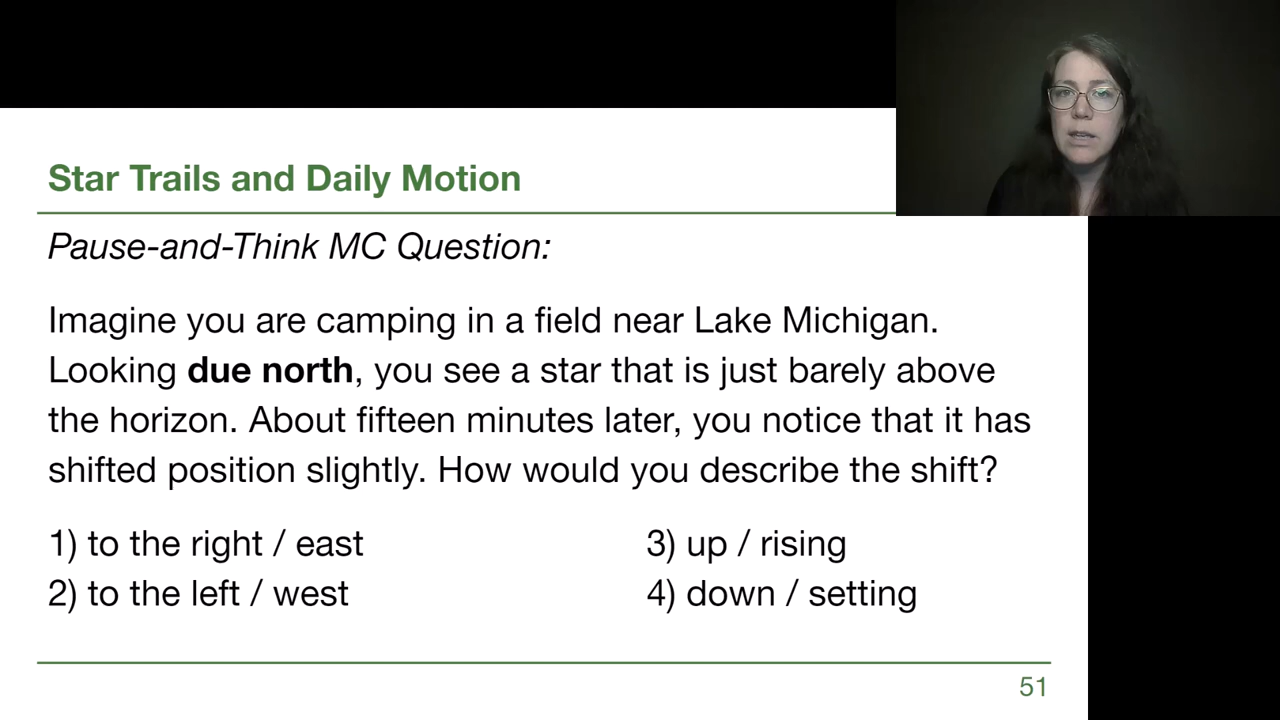 Star Trails and Daily Motion
Pause-and-Think MC Question:
Imagine you are camping in a field near Lake Michigan.
Looking due north, you see a star that is just barely above
the horizon. About fifteen minutes later, you notice that it has
shifted position slightly. How would you describe the shift?
1) to the right / east
2) to the left / west
3) up / rising
4) down / setting
51